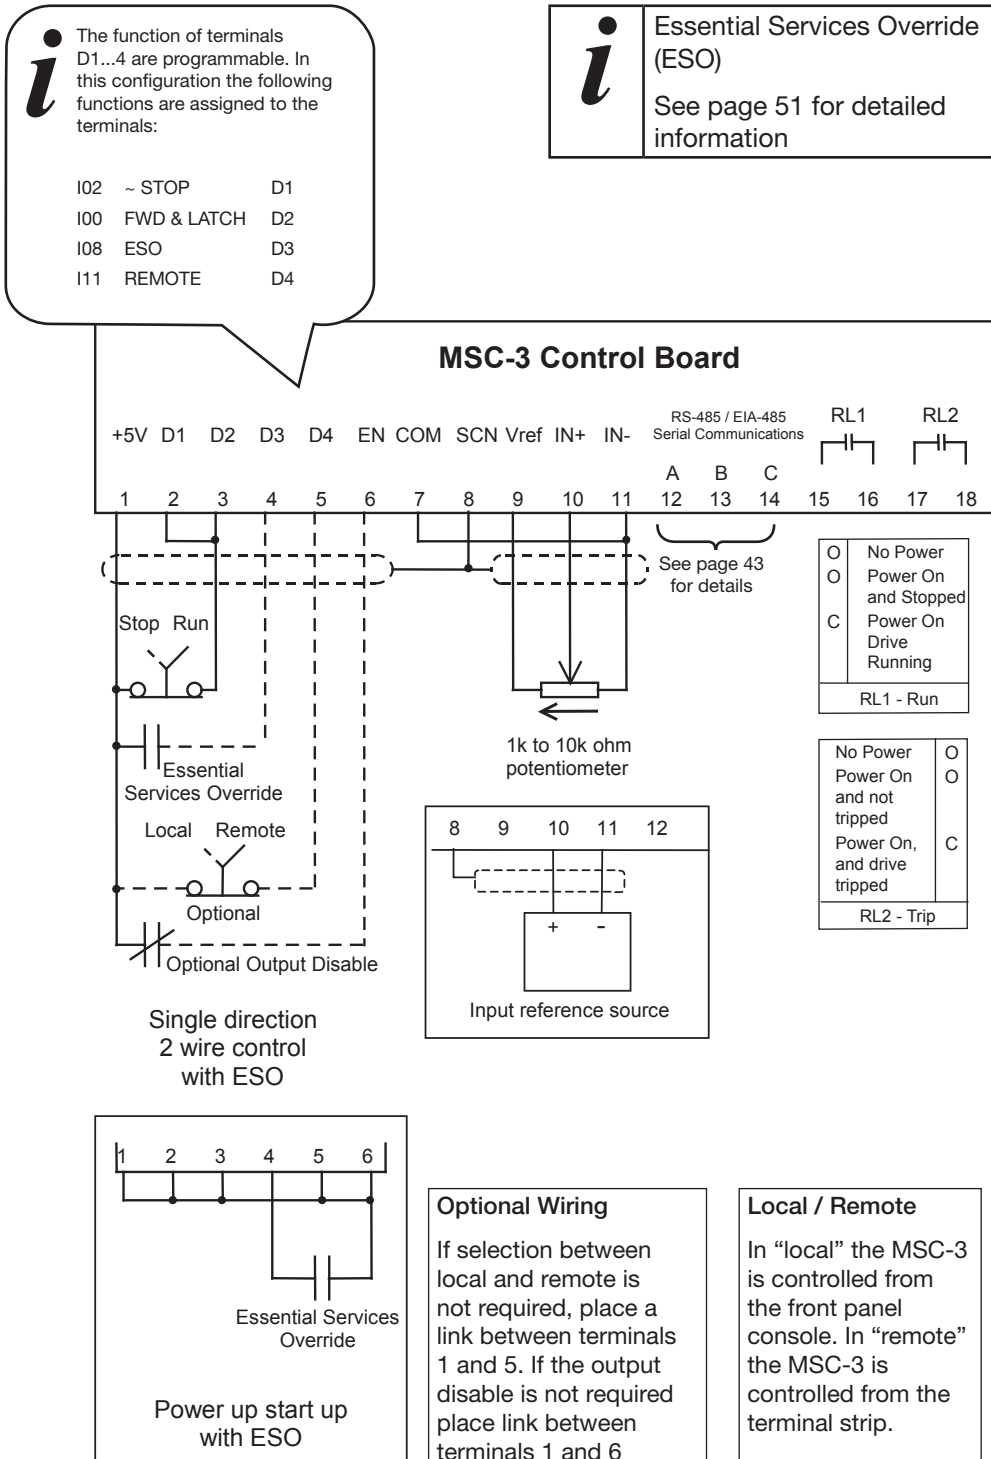 The function of terminals
D1...4 are programmable. In
this configuration the following
functions are assigned to the
terminals:
I02 ~ STOP D1
I00 FWD & LATCH D2
I08 ESO D3
I11 REMOTE D4
Essential Services Override
(ESO)
See page 51 for detailed
information
MSC-3 Control Board
RS-485 / EIA-485
Serial Communications
RL1 RL2
+5V D1 D2 D3 D4 EN COM SCN Vref IN+ IN-
A B C
1 2 3 4 5 6 7 8 9 10 11 12 13 14 15 16 17 18
See page 43
for details
O No Power
O Power On
and Stopped
C Power On
Drive
Running
RL1 - Run
Stop Run
1k to 10k ohm
potentiometer
Essential
Services Override
Local Remote
Optional
Optional Output Disable
No Power O
Power On O
and not
tripped
Power On, C
and drive
tripped
RL2 - Trip
8 9 10 11 12
+ -
Input reference source
Single direction
2 wire control
with ESO
1 2 3 4 5 6
Essential Services
Override
Power up start up
with ESO
Optional Wiring
If selection between
local and remote is
not required, place a
link between terminals
1 and 5. If the output
disable is not required
place link between
terminals 1 and 6
Local / Remote
In “local” the MSC-3
is controlled from
the front panel
console. In “remote”
the MSC-3 is
controlled from the
terminal strip.